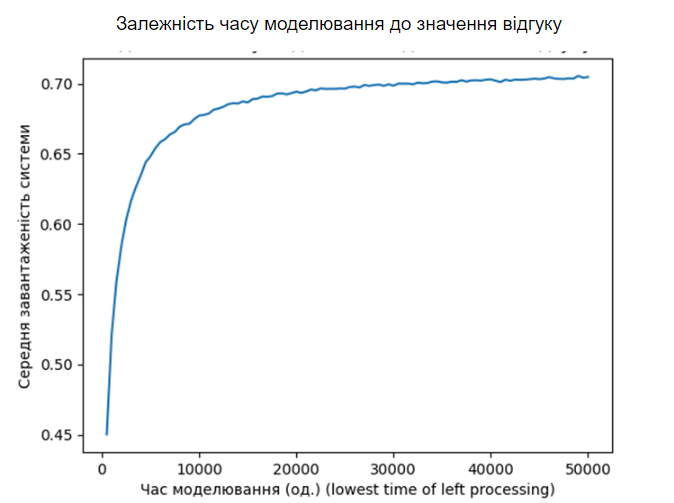 Залежність часу моделювання до значення відгуку
0.70
0.65
0.60
0.55
0.50
0.45
Середня завантаженість системи
0 10000 20000 30000 40000 50000
Час моделювання (од.) (lowest time of left processing)